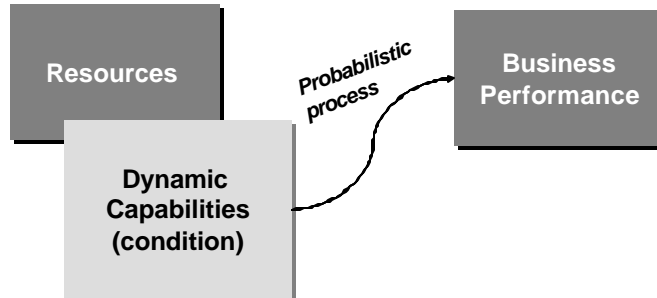 Resources
Probabilistic
process
Business
Performance
Dynamic
Capabilities
(condition)